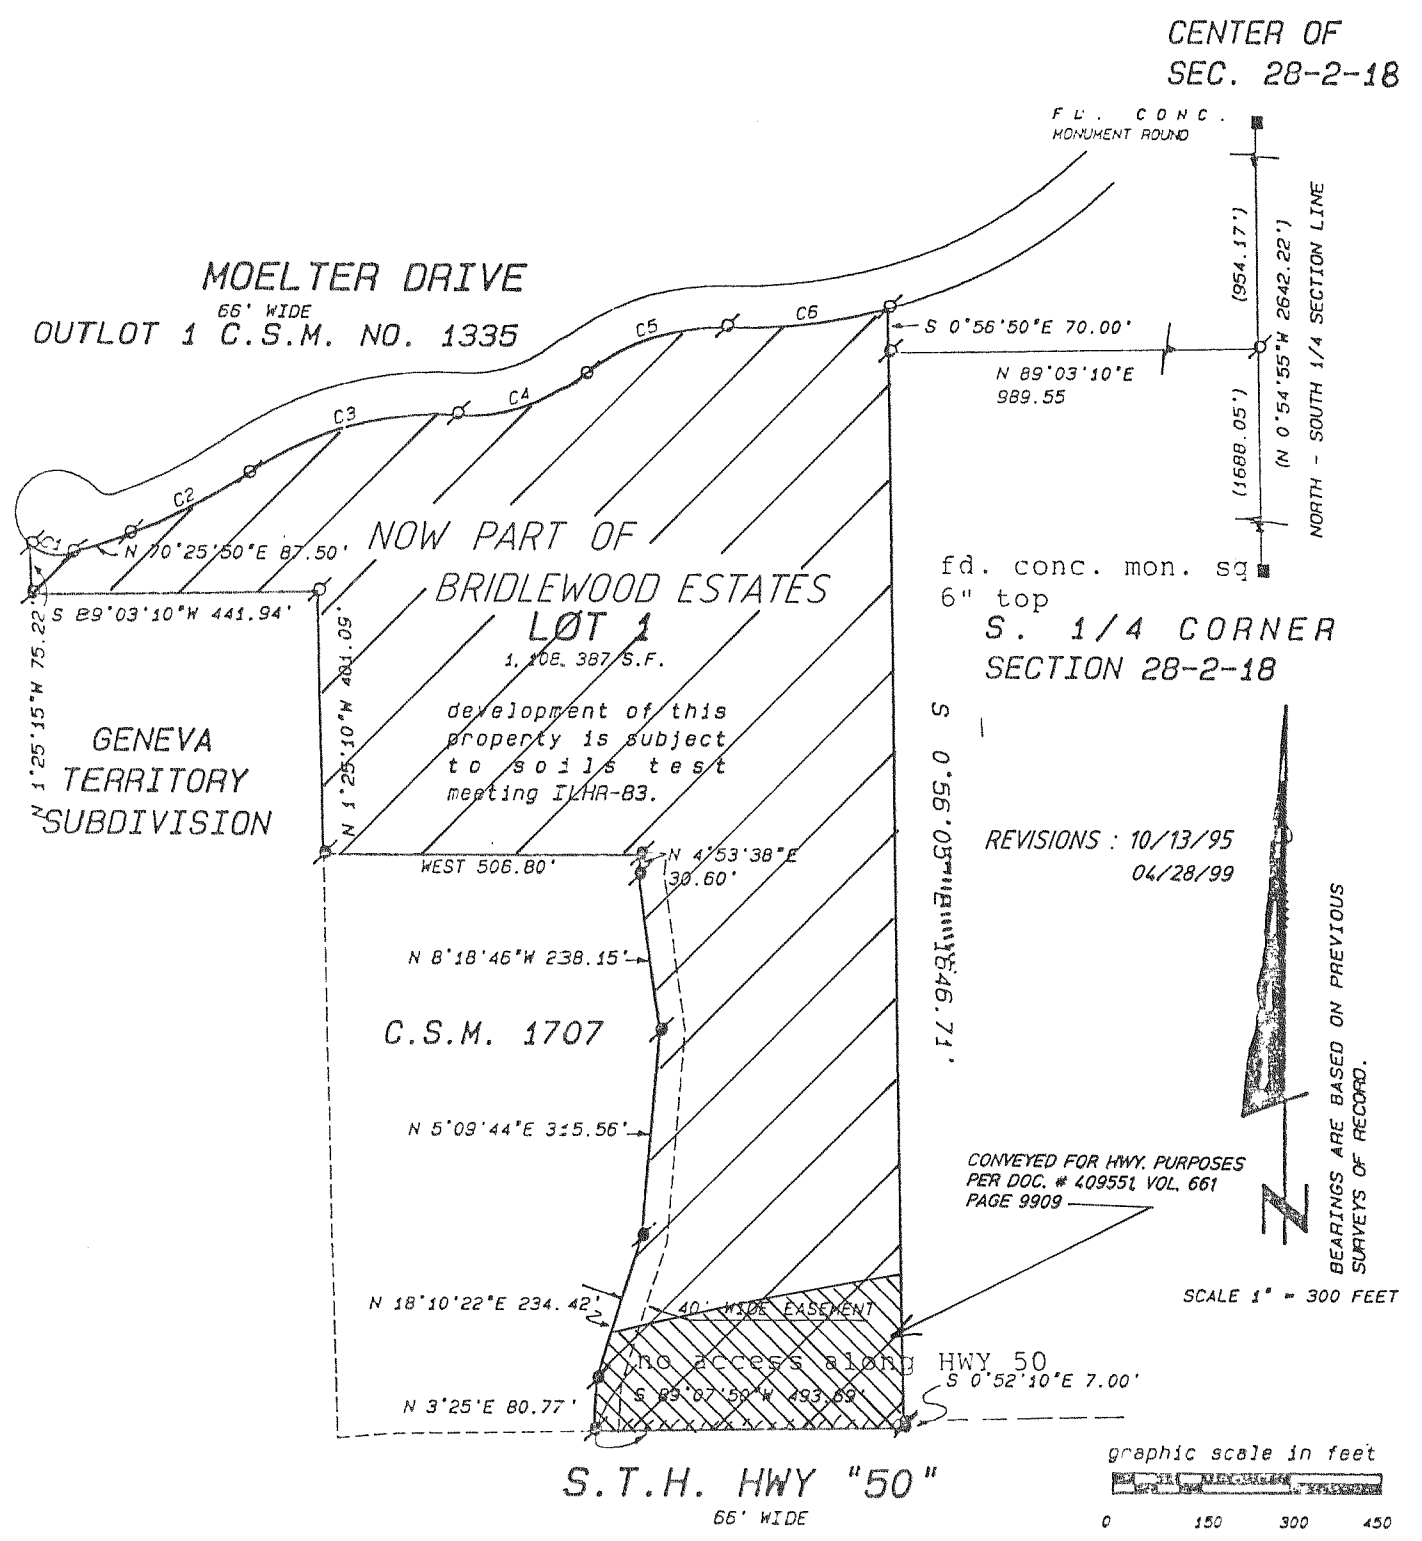 CENTER OF
SEC. 28-2-18
FD. CONC.
MONUMENT ROUND
(954.17')
(N 0°54'55"W 2642.22')
NORTH - SOUTH 1/4 SECTION LINE
(1688.05')
MOELTER DRIVE
66' WIDE
OUTLOT 1 C.S.M. NO. 1335
C6
C5
C4
C3
C2
C1
S 0°56'50"E 70.00'
N 89°03'10"E
989.55
N 70°25'50"E 87.50'
NOW PART OF
BRIDLEWOOD ESTATES
LOT 1
1,108,387 S.F.
fd. conc. mon. sq
6" top
S. 1/4 CORNER
SECTION 28-2-18
S 89°03'10"W 441.94'
N 1°25'15"W 75.22'
N 1°25'10"W 401.50'
development of this
property is subject
to soils test
meeting ILHR-83.
GENEVA
TERRITORY
SUBDIVISION
S 0°56'05" 1646.71'
REVISIONS : 10/13/95
04/28/99
WEST 506.80'
N 4°53'38"E
30.60'
N 8°18'46"W 238.15'
C.S.M. 1707
N 5°09'44"E 315.56'
CONVEYED FOR HWY. PURPOSES
PER DOC. # 409551, VOL. 661
PAGE 9909
BEARINGS ARE BASED ON PREVIOUS
SURVEYS OF RECORD.
N
SCALE 1" = 300 FEET
N 18°10'22"E 234.42'
40' WIDE EASEMENT
no access along HWY 50
S 0°52'10"E 7.00'
S 89°07'50"W 493.69'
N 3°25'E 80.77'
S.T.H. HWY "50"
66' WIDE
graphic scale in feet
0 150 300 450